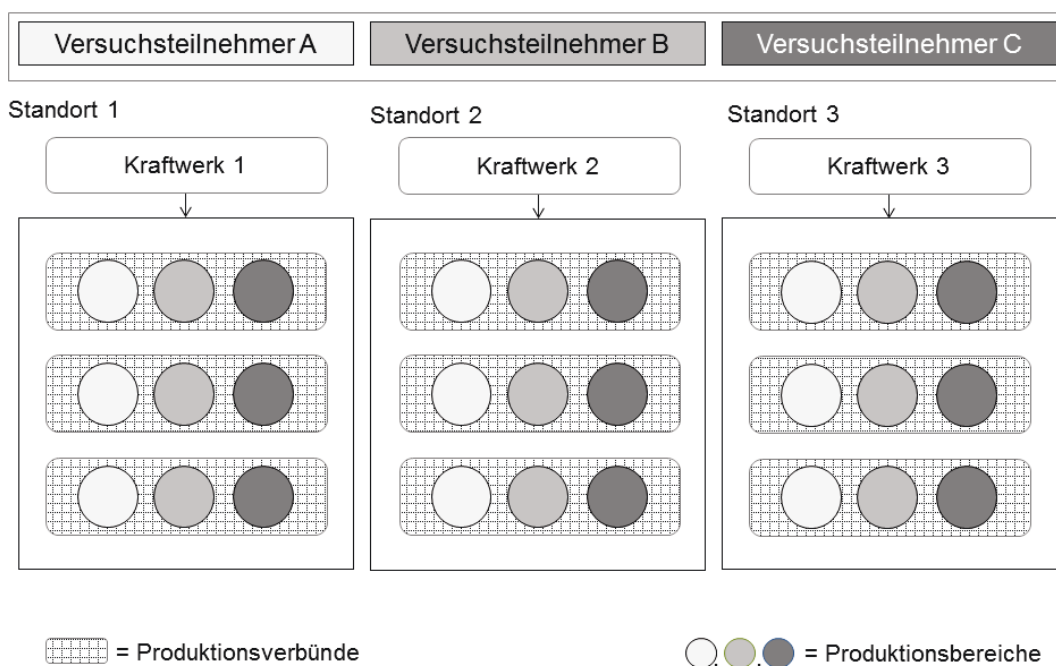 Versuchsteilnehmer A
Versuchsteilnehmer B
Versuchsteilnehmer C
Standort 1
Standort 2
Standort 3
Kraftwerk 1
Kraftwerk 2
Kraftwerk 3
= Produktionsverbünde
, , = Produktionsbereiche